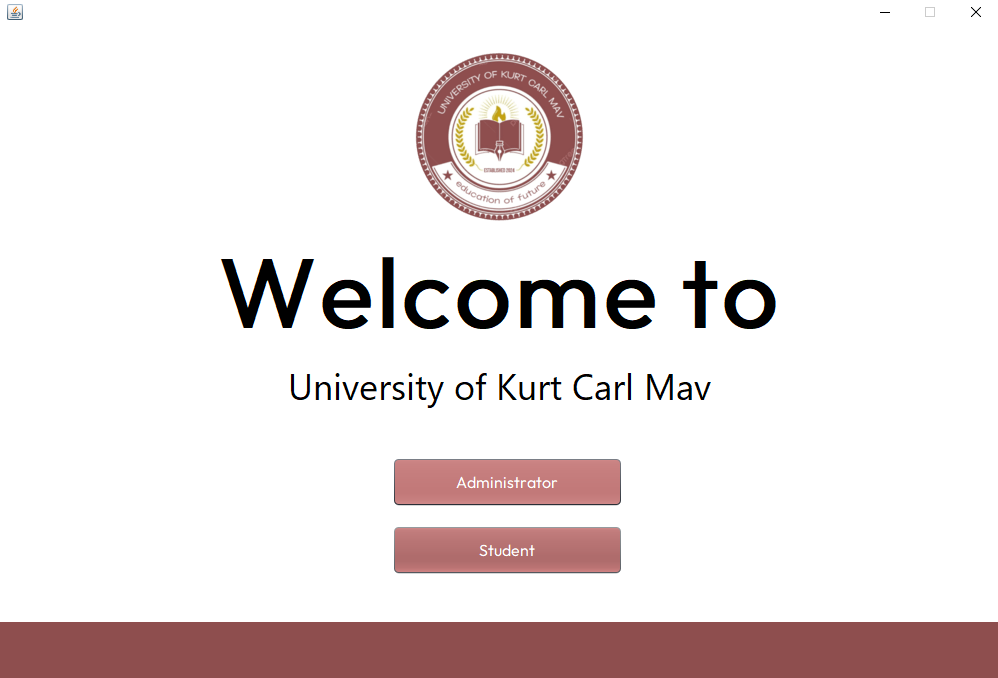 UNIVERSITY OF KURT CARL MAV
ESTABLISHED 2024
education of future
Welcome to
University of Kurt Carl Mav
Administrator
Student